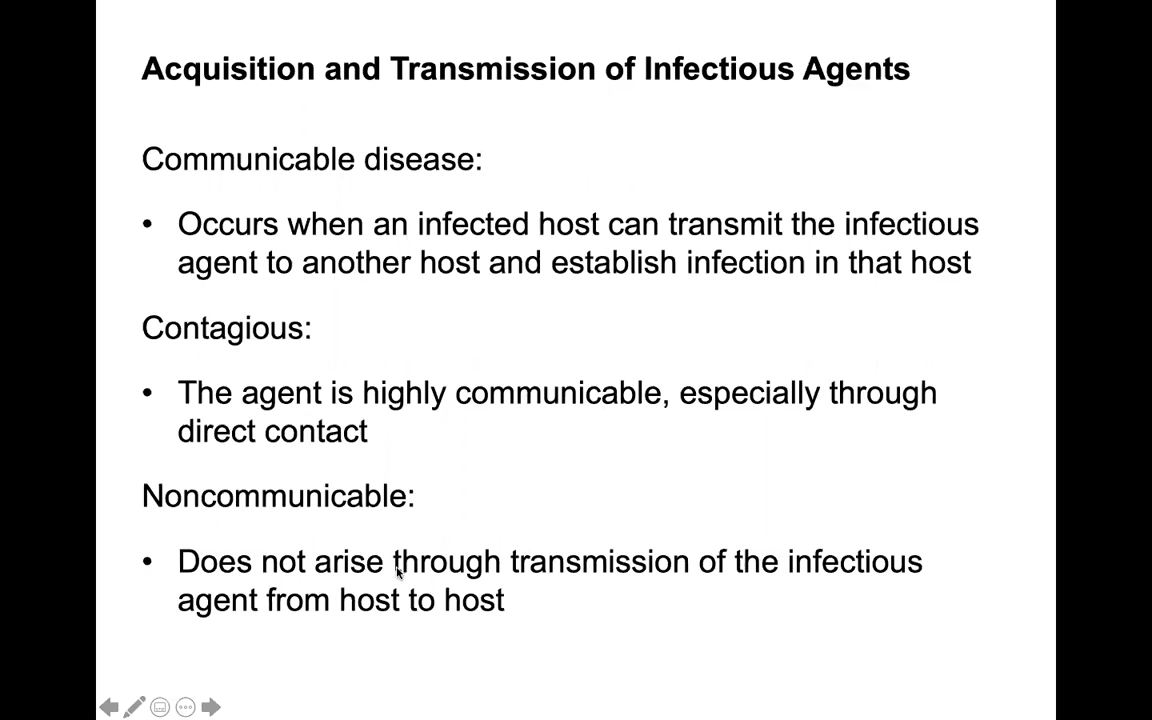 Acquisition and Transmission of Infectious Agents
Communicable disease:
• Occurs when an infected host can transmit the infectious
agent to another host and establish infection in that host
Contagious:
• The agent is highly communicable, especially through
direct contact
Noncommunicable:
• Does not arise through transmission of the infectious
agent from host to host